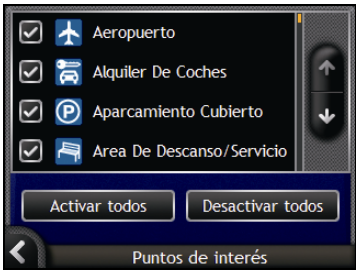 Aeropuerto
Alquiler De Coches
P Aparcamiento Cubierto
Area De Descanso/Servicio
Activar todos Desactivar todos
Puntos de interés